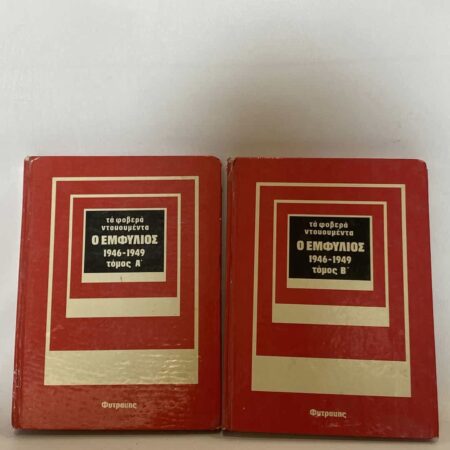 τά φοβερά
ντοκουμέντα
Ο ΕΜΦΥΛΙΟΣ
1946-1949
τόμος Α'
Φυτρακης
τά φοβερά
ντοκουμέντα
Ο ΕΜΦΥΛΙΟΣ
1946-1949
τόμος Β'
Φυτρακης